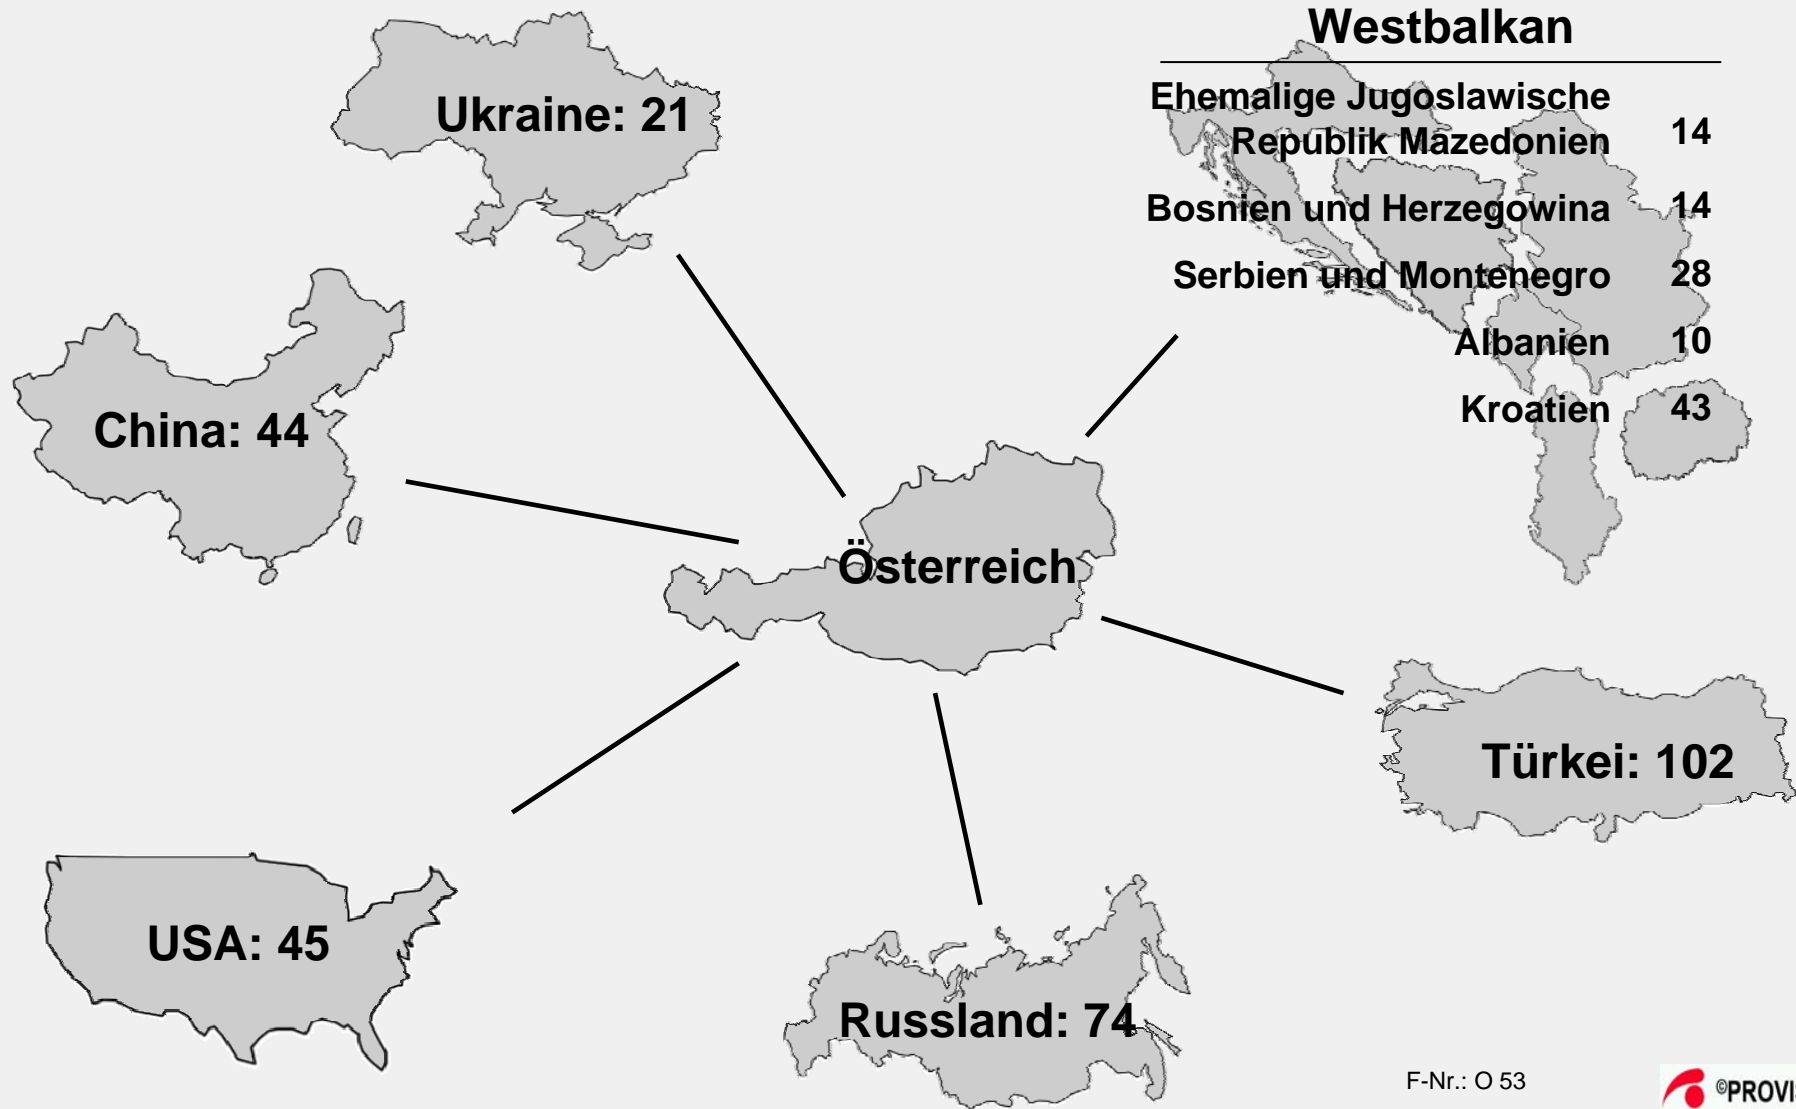 Westbalkan
Ehemalige Jugoslawische
Republik Mazedonien 14
Bosnien und Herzegowina 14
Serbien und Montenegro 28
Albanien 10
Kroatien 43
Ukraine: 21
China: 44
Österreich
Türkei: 102
USA: 45
Russland: 74
F-Nr.: O 53